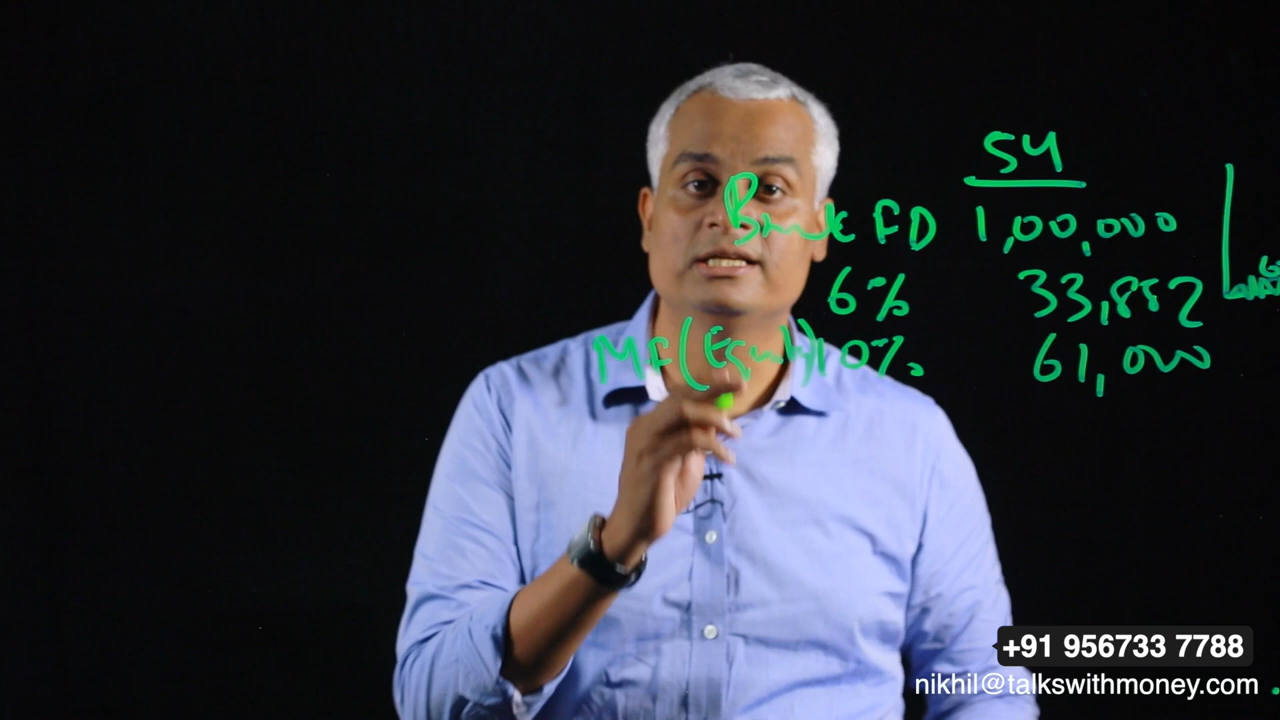 5Y
Bank FD 1,00,000
6% 33,882
MF (Equity) 10% 61,000
+91 956733 7788
nikhil@talkswithmoney.com